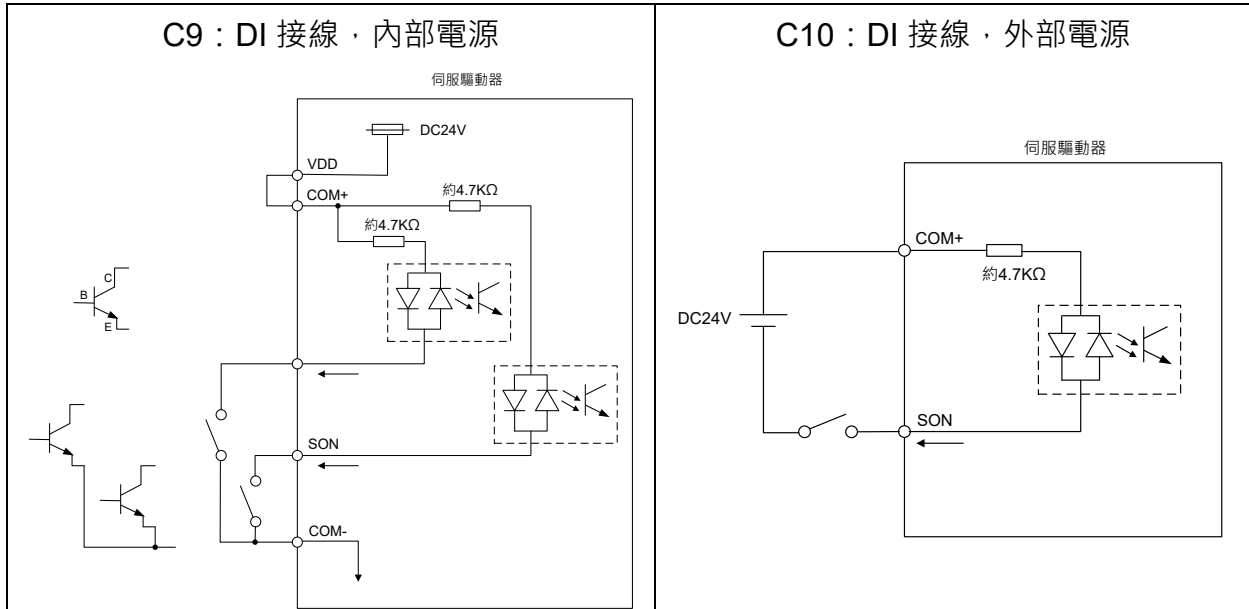 C9：DI 接線，內部電源
伺服驅動器
DC24V
VDD
COM+
約4.7KΩ
約4.7KΩ
C
B
E
SON
COM-
C10：DI 接線，外部電源
伺服驅動器
COM+
約4.7KΩ
DC24V
SON